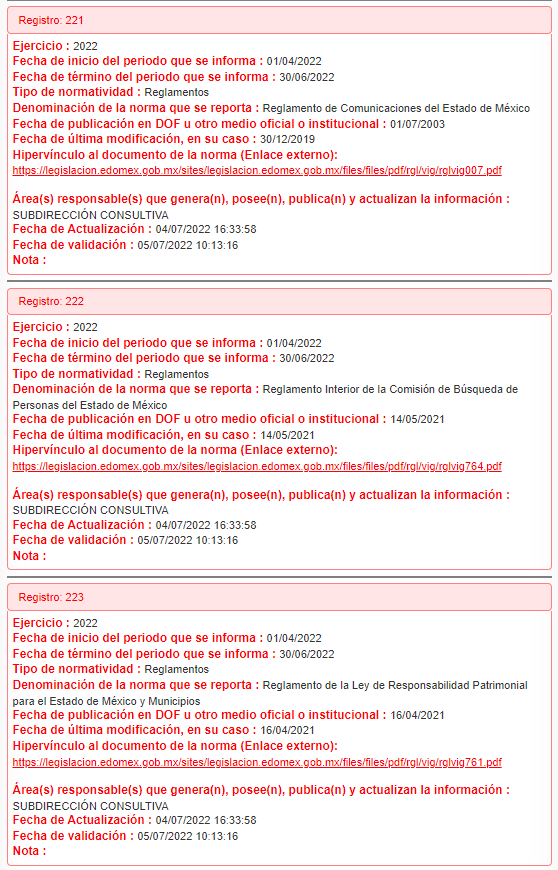 Registro: 221
Ejercicio : 2022
Fecha de inicio del periodo que se informa : 01/04/2022
Fecha de término del periodo que se informa : 30/06/2022
Tipo de normatividad : Reglamentos
Denominación de la norma que se reporta : Reglamento de Comunicaciones del Estado de México
Fecha de publicación en DOF u otro medio oficial o institucional : 01/07/2003
Fecha de última modificación, en su caso : 30/12/2019
Hipervínculo al documento de la norma (Enlace externo):
https://legislacion.edomex.gob.mx/sites/legislacion.edomex.gob.mx/files/files/pdf/rgl/vig/rglvig007.pdf
Área(s) responsable(s) que genera(n), posee(n), publica(n) y actualizan la información :
SUBDIRECCIÓN CONSULTIVA
Fecha de Actualización : 04/07/2022 16:33:58
Fecha de validación : 05/07/2022 10:13:16
Nota :
Registro: 222
Ejercicio : 2022
Fecha de inicio del periodo que se informa : 01/04/2022
Fecha de término del periodo que se informa : 30/06/2022
Tipo de normatividad : Reglamentos
Denominación de la norma que se reporta : Reglamento Interior de la Comisión de Búsqueda de
Personas del Estado de México
Fecha de publicación en DOF u otro medio oficial o institucional : 14/05/2021
Fecha de última modificación, en su caso : 14/05/2021
Hipervínculo al documento de la norma (Enlace externo):
https://legislacion.edomex.gob.mx/sites/legislacion.edomex.gob.mx/files/files/pdf/rgl/vig/rglvig764.pdf
Área(s) responsable(s) que genera(n), posee(n), publica(n) y actualizan la información :
SUBDIRECCIÓN CONSULTIVA
Fecha de Actualización : 04/07/2022 16:33:58
Fecha de validación : 05/07/2022 10:13:16
Nota :
Registro: 223
Ejercicio : 2022
Fecha de inicio del periodo que se informa : 01/04/2022
Fecha de término del periodo que se informa : 30/06/2022
Tipo de normatividad : Reglamentos
Denominación de la norma que se reporta : Reglamento de la Ley de Responsabilidad Patrimonial
para el Estado de México y Municipios
Fecha de publicación en DOF u otro medio oficial o institucional : 16/04/2021
Fecha de última modificación, en su caso : 16/04/2021
Hipervínculo al documento de la norma (Enlace externo):
https://legislacion.edomex.gob.mx/sites/legislacion.edomex.gob.mx/files/files/pdf/rgl/vig/rglvig761.pdf
Área(s) responsable(s) que genera(n), posee(n), publica(n) y actualizan la información :
SUBDIRECCIÓN CONSULTIVA
Fecha de Actualización : 04/07/2022 16:33:58
Fecha de validación : 05/07/2022 10:13:16
Nota :